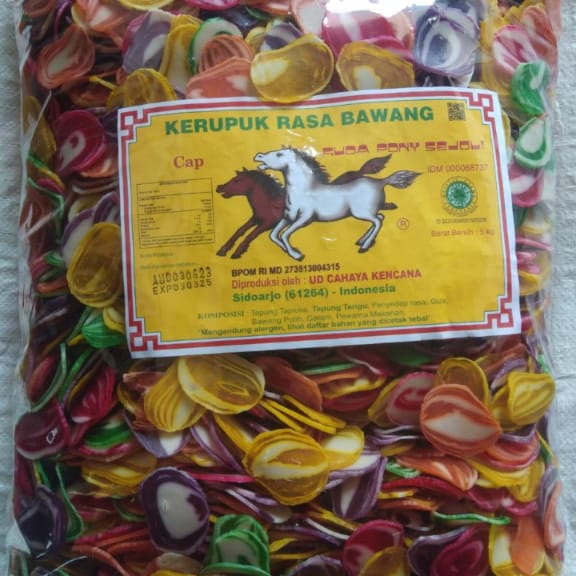 KERUPUK RASA BAWANG
Cap
KUDA PONY SEJOLI
IDM 000068737
®
Berat Bersih : 5 kg
AUD030623
EXP030325
BPOM RI MD 273513004315
Diproduksi oleh : UD CAHAYA KENCANA
Sidoarjo (61264) - Indonesia
KOMPOSISI : Tepung Tapioka, Tepung Terigu, Penyedap rasa, Gula,
Bawang Putih, Garam, Pewarna Makanan
"Mengandung alergen, lihat daftar bahan yang dicetak tebal"